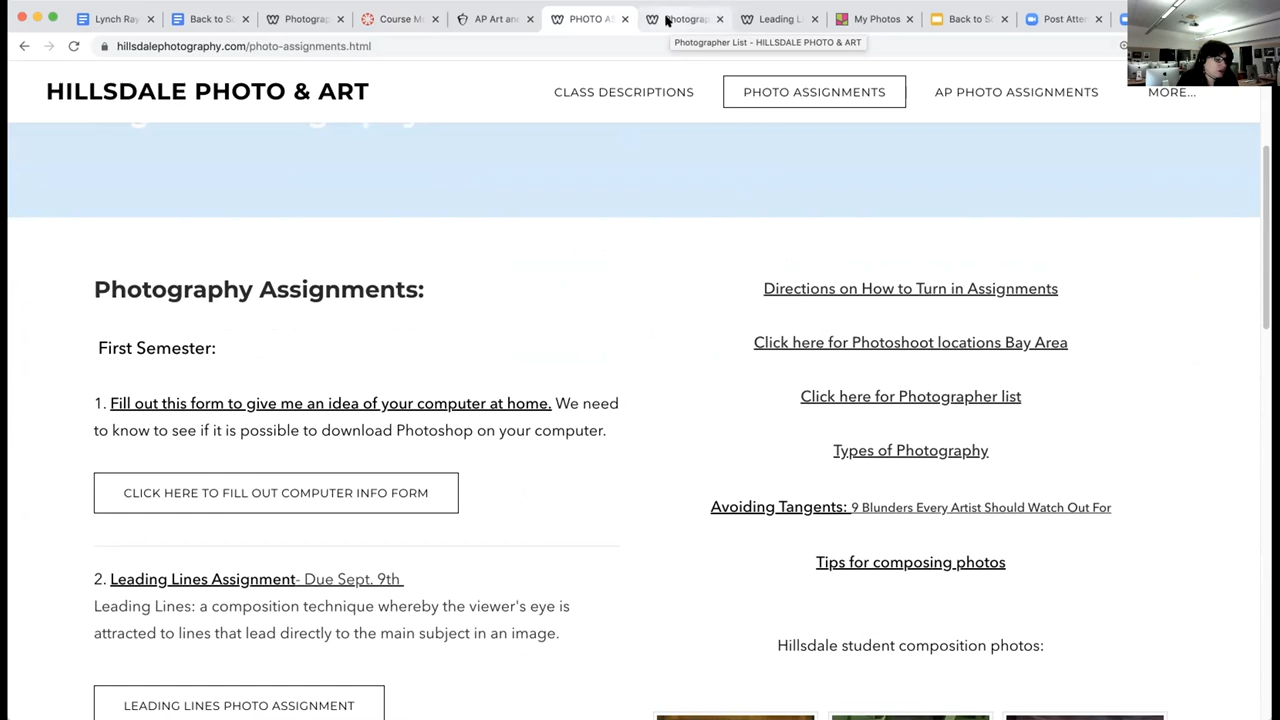 Lynch Ray
Back to Sc
Photograp
Course Mo
AP Art an
PHOTO AS
Photograp
Leading Li
My Photos
Back to Sc
Post Atten
hillsdalephotography.com/photo-assignments.html
Photographer List - HILLSDALE PHOTO & ART
HILLSDALE PHOTO & ART
CLASS DESCRIPTIONS
PHOTO ASSIGNMENTS
AP PHOTO ASSIGNMENTS
MORE...
Photography Assignments:
First Semester:
1. Fill out this form to give me an idea of your computer at home. We need
to know to see if it is possible to download Photoshop on your computer.
CLICK HERE TO FILL OUT COMPUTER INFO FORM
2. Leading Lines Assignment- Due Sept. 9th
Leading Lines: a composition technique whereby the viewer's eye is
attracted to lines that lead directly to the main subject in an image.
LEADING LINES PHOTO ASSIGNMENT
Directions on How to Turn in Assignments
Click here for Photoshoot locations Bay Area
Click here for Photographer list
Types of Photography
Avoiding Tangents: 9 Blunders Every Artist Should Watch Out For
Tips for composing photos
Hillsdale student composition photos: